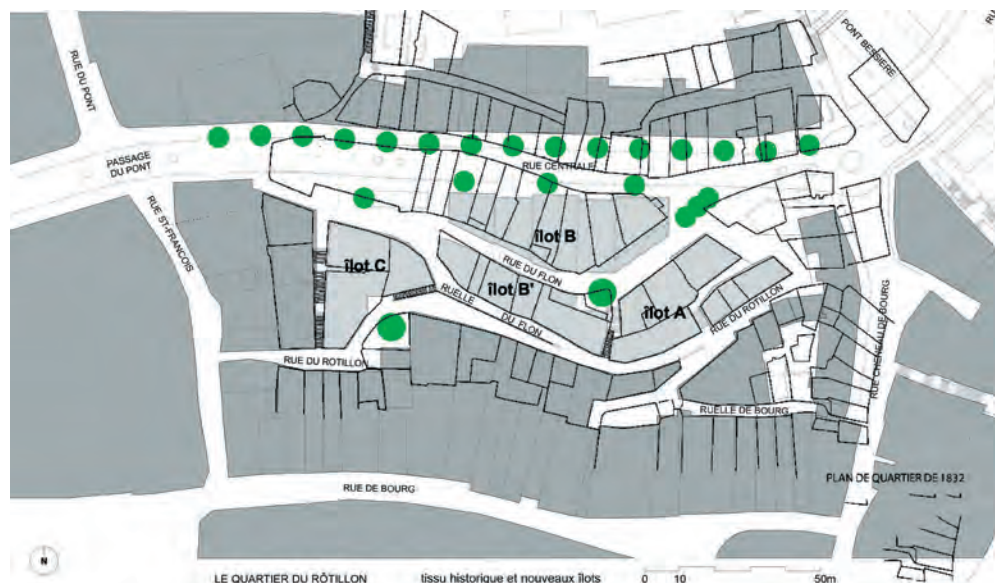 RUE DU PONT
PONT BESSIÈRE
PASSAGE
DU PONT
RUE CENTRALE
RUE ST-FRANÇOIS
îlot B
îlot C
RUE DU FLON
îlot B'
RUELLE
DU FLON
îlot A
RUE DU ROTILLON
RUE CHENEAU DE BOURG
RUE DU ROTILLON
RUELLE DE BOURG
PLAN DE QUARTIER DE 1832
RUE DE BOURG
N
LE QUARTIER DU RÔTILLON tissu historique et nouveaux îlots 0 10 50m